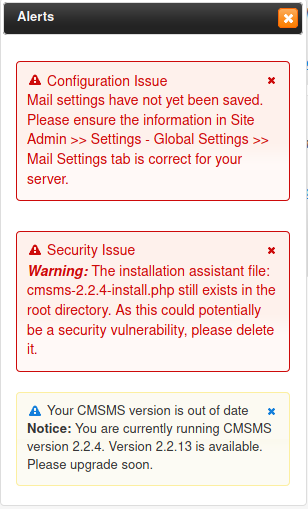 Alerts
Configuration Issue
Mail settings have not yet been saved.
Please ensure the information in Site
Admin >> Settings - Global Settings >>
Mail Settings tab is correct for your
server.
Security Issue
Warning: The installation assistant file:
cmsms-2.2.4-install.php still exists in the
root directory. As this could potentially
be a security vulnerability, please delete
it.
Your CMSMS version is out of date
Notice: You are currently running CMSMS
version 2.2.4. Version 2.2.13 is available.
Please upgrade soon.